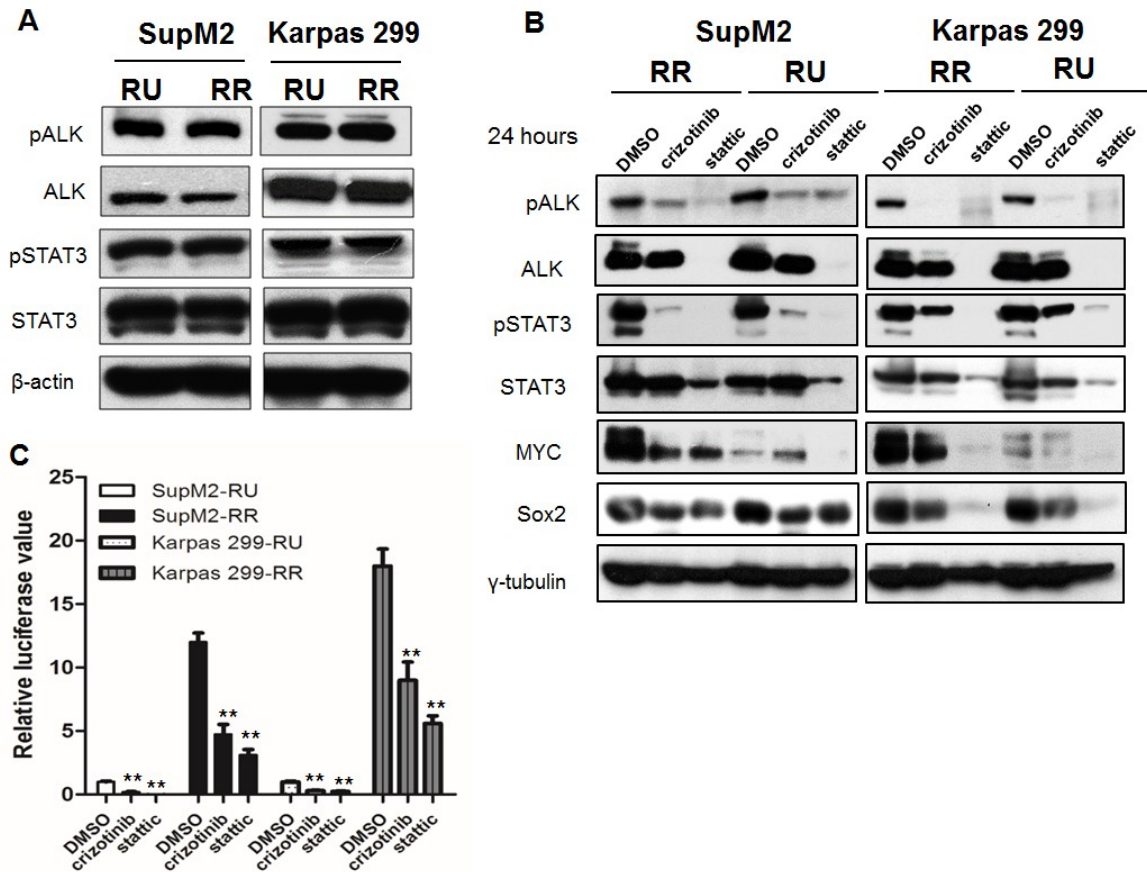 A
SupM2 Karpas 299
RU RR RU RR
pALK
ALK
pSTAT3
STAT3
β-actin
B
SupM2 Karpas 299
RR RU RR RU
24 hours
DMSO crizotinib stattic DMSO crizotinib stattic DMSO crizotinib stattic DMSO crizotinib stattic
pALK
ALK
pSTAT3
STAT3
MYC
Sox2
γ-tubulin
C
Relative luciferase value
25
20
15
10
5
0
SupM2-RU
SupM2-RR
Karpas 299-RU
Karpas 299-RR
** ** ** ** ** ** ** **
DMSO crizotinib stattic DMSO crizotinib stattic DMSO crizotinib stattic DMSO crizotinib stattic